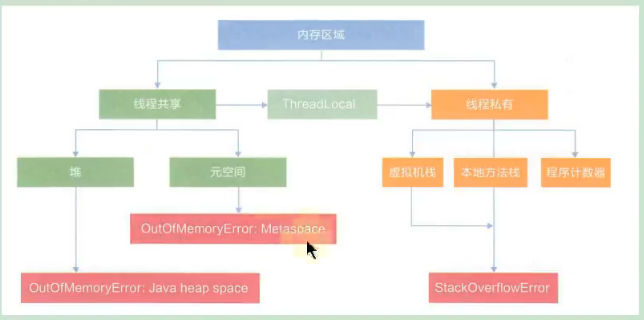 内存区域
线程共享
ThreadLocal
线程私有
堆
元空间
虚拟机栈
本地方法栈
程序计数器
OutOfMemoryError: Metaspace
OutOfMemoryError: Java heap space
StackOverflowError